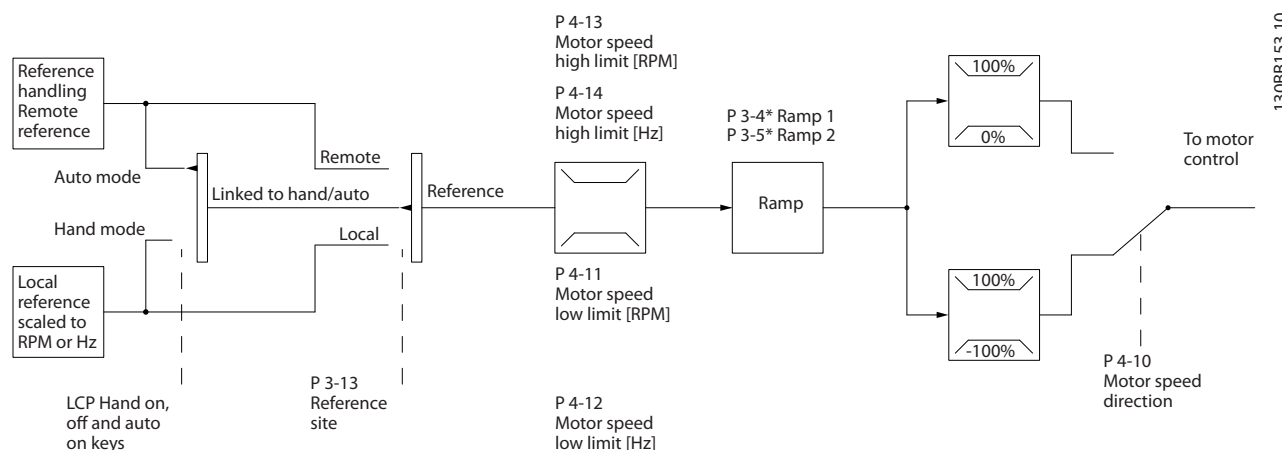 P 4-13
Motor speed
high limit [RPM]
P 4-14
Motor speed
high limit [Hz]
Reference
handling
Remote
reference
Auto mode
Hand mode
Linked to hand/auto
Remote
Local
Reference
Local
reference
scaled to
RPM or Hz
LCP Hand on,
off and auto
on keys
P 3-13
Reference
site
P 4-11
Motor speed
low limit [RPM]
P 4-12
Motor speed
low limit [Hz]
P 3-4* Ramp 1
P 3-5* Ramp 2
Ramp
100%
0%
100%
-100%
To motor
control
P 4-10
Motor speed
direction
130BB153.10